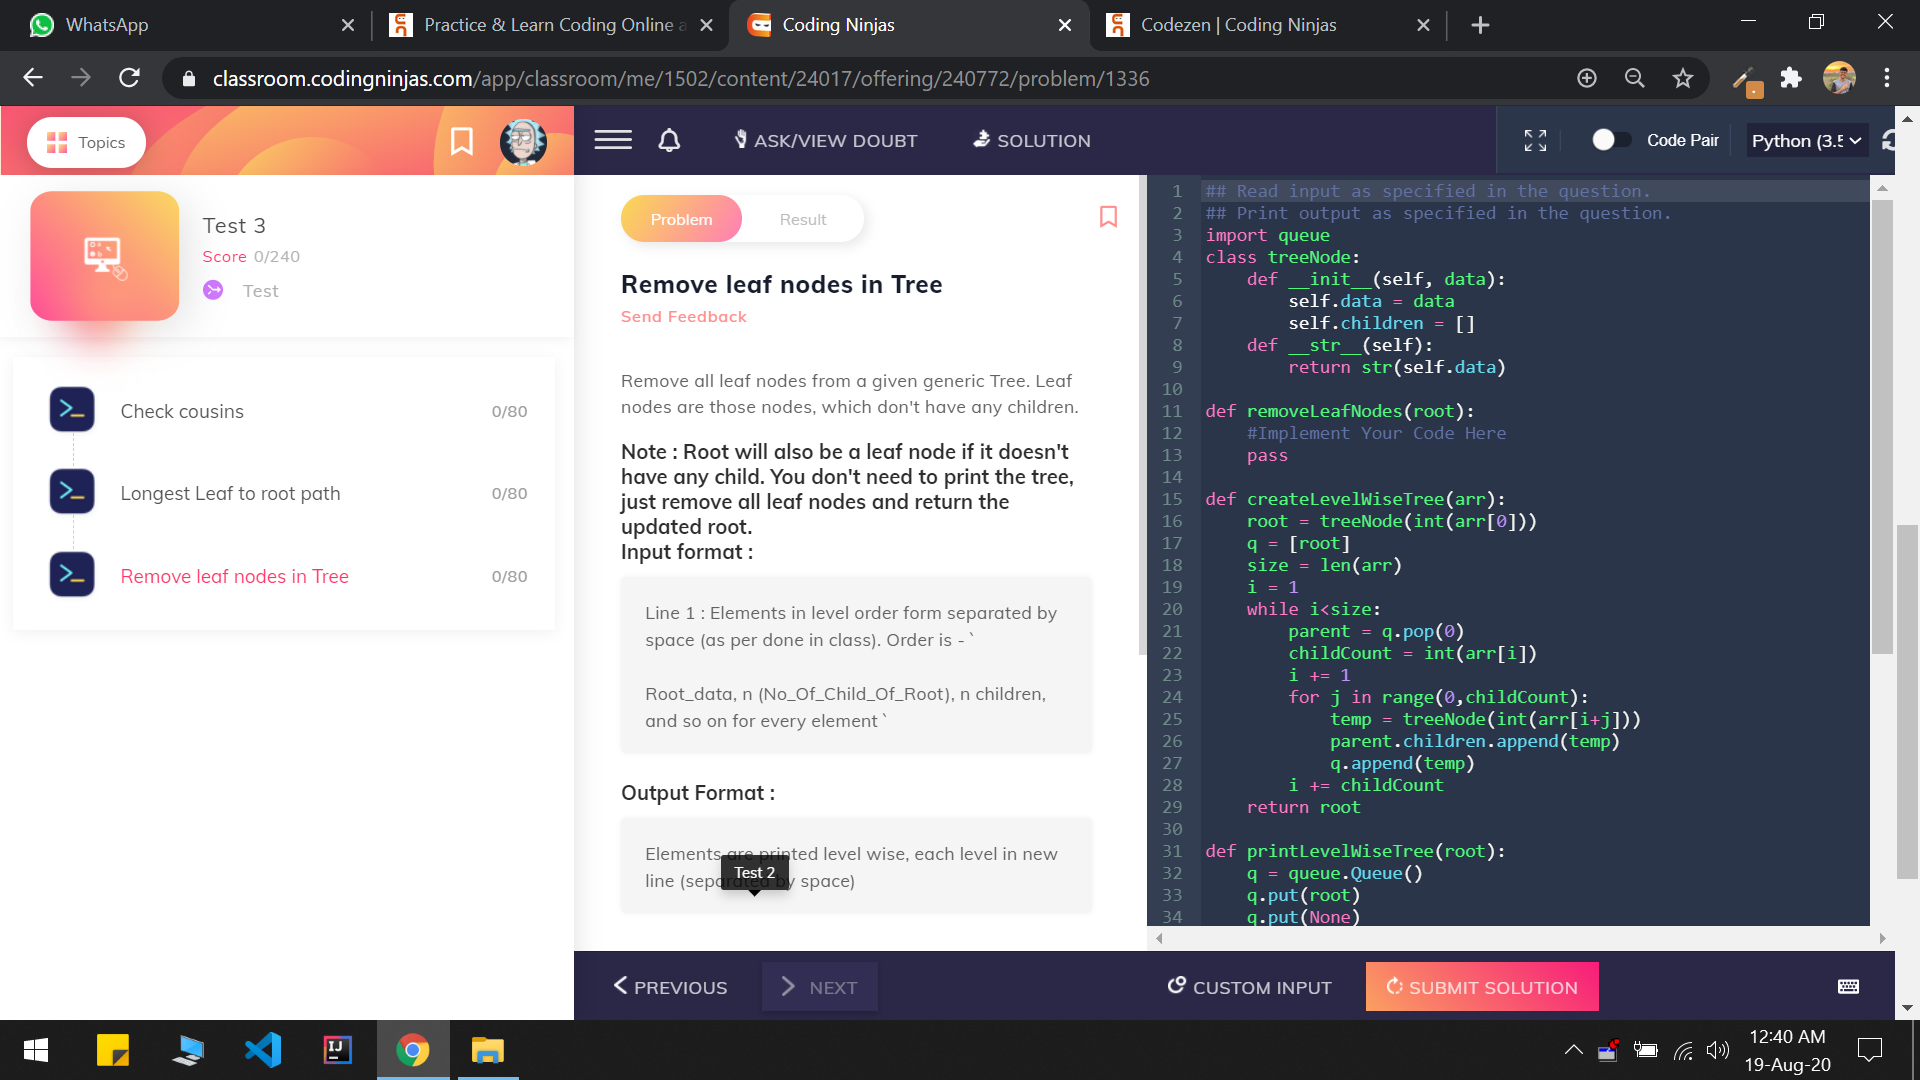 WhatsApp
Practice & Learn Coding Online a
Coding Ninjas
Codezen | Coding Ninjas
classroom.codingninjas.com/app/classroom/me/1502/content/24017/offering/240772/problem/1336
Topics
ASK/VIEW DOUBT
SOLUTION
Code Pair
Python (3.5
Test 3
Score 0/240
Test
Check cousins 0/80
Longest Leaf to root path 0/80
Remove leaf nodes in Tree 0/80
Problem
Result
Remove leaf nodes in Tree
Send Feedback
Remove all leaf nodes from a given generic Tree. Leaf
nodes are those nodes, which don't have any children.
Note : Root will also be a leaf node if it doesn't
have any child. You don't need to print the tree,
just remove all leaf nodes and return the
updated root.
Input format :
Line 1 : Elements in level order form separated by
space (as per done in class). Order is - `
Root_data, n (No_Of_Child_Of_Root), n children,
and so on for every element `
Output Format :
Elements are printed level wise, each level in new
line (separated by space)
Test 2
1 ## Read input as specified in the question.
2 ## Print output as specified in the question.
3 import queue
4 class treeNode:
5     def __init__(self, data):
6         self.data = data
7         self.children = []
8     def __str__(self):
9         return str(self.data)
10
11 def removeLeafNodes(root):
12     #Implement Your Code Here
13     pass
14
15 def createLevelWiseTree(arr):
16     root = treeNode(int(arr[0]))
17     q = [root]
18     size = len(arr)
19     i = 1
20     while i<size:
21         parent = q.pop(0)
22         childCount = int(arr[i])
23         i += 1
24         for j in range(0,childCount):
25             temp = treeNode(int(arr[i+j]))
26             parent.children.append(temp)
27             q.append(temp)
28         i += childCount
29     return root
30
31 def printLevelWiseTree(root):
32     q = queue.Queue()
33     q.put(root)
34     q.put(None)
PREVIOUS
NEXT
CUSTOM INPUT
SUBMIT SOLUTION
IJ
12:40 AM
19-Aug-20